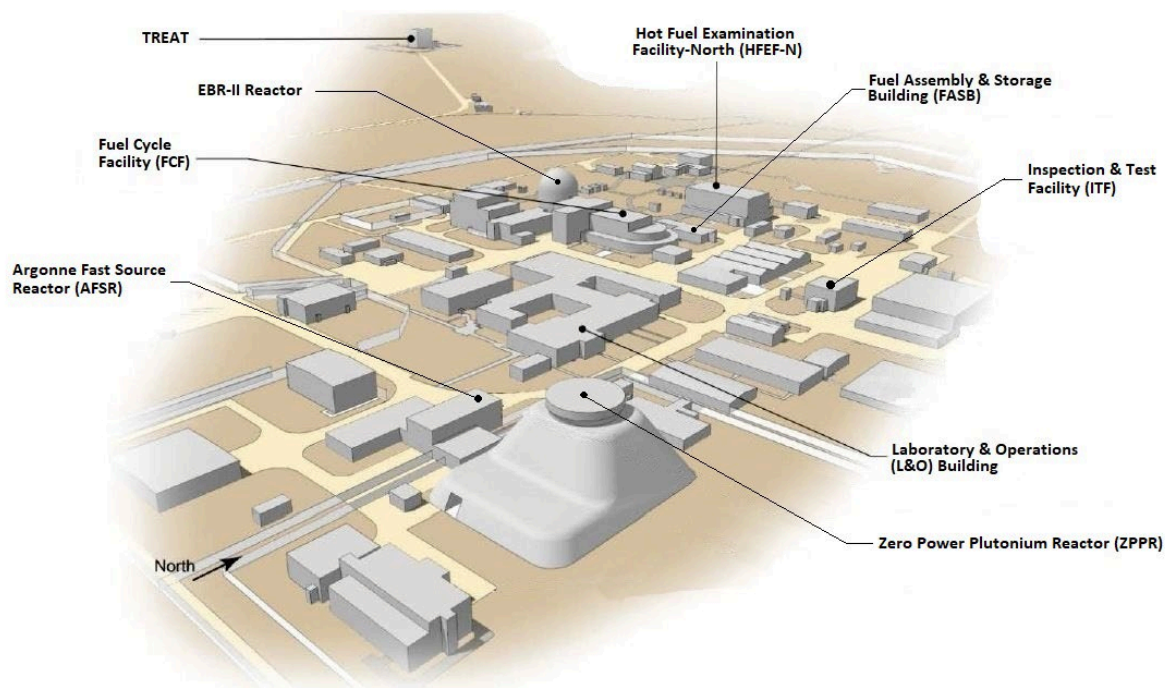 TREAT
Hot Fuel Examination
Facility-North (HFEF-N)
EBR-II Reactor
Fuel Assembly & Storage
Building (FASB)
Fuel Cycle
Facility (FCF)
Inspection & Test
Facility (ITF)
Argonne Fast Source
Reactor (AFSR)
Laboratory & Operations
(L&O) Building
Zero Power Plutonium Reactor (ZPPR)
North